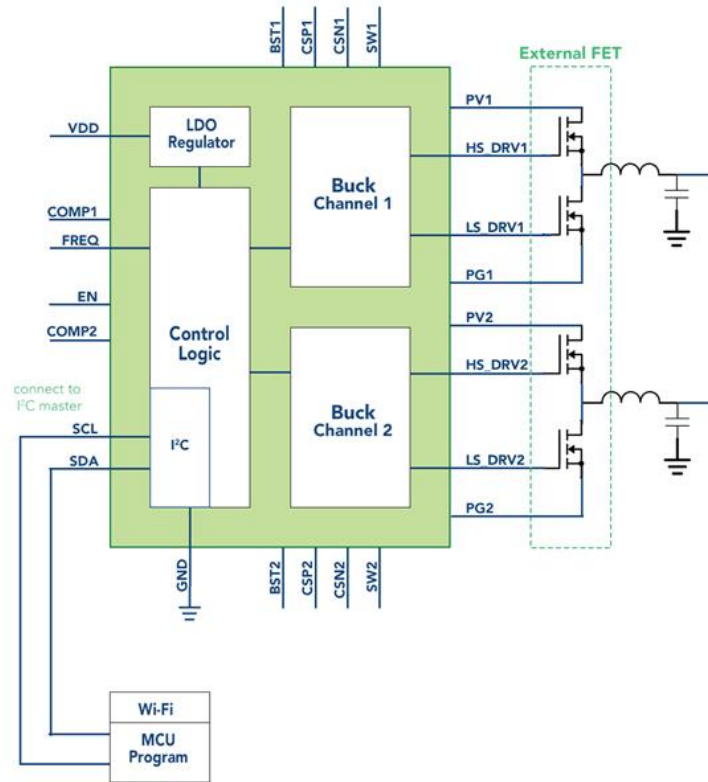 BST1
CSP1
CSN1
SW1
External FET
VDD
LDO
Regulator
COMP1
FREQ
EN
COMP2
Control
Logic
I²C
Buck
Channel 1
Buck
Channel 2
PV1
HS_DRV1
LS_DRV1
PG1
PV2
HS_DRV2
LS_DRV2
PG2
connect to
I²C master
SCL
SDA
GND
BST2
CSP2
CSN2
SW2
Wi-Fi
MCU
Program